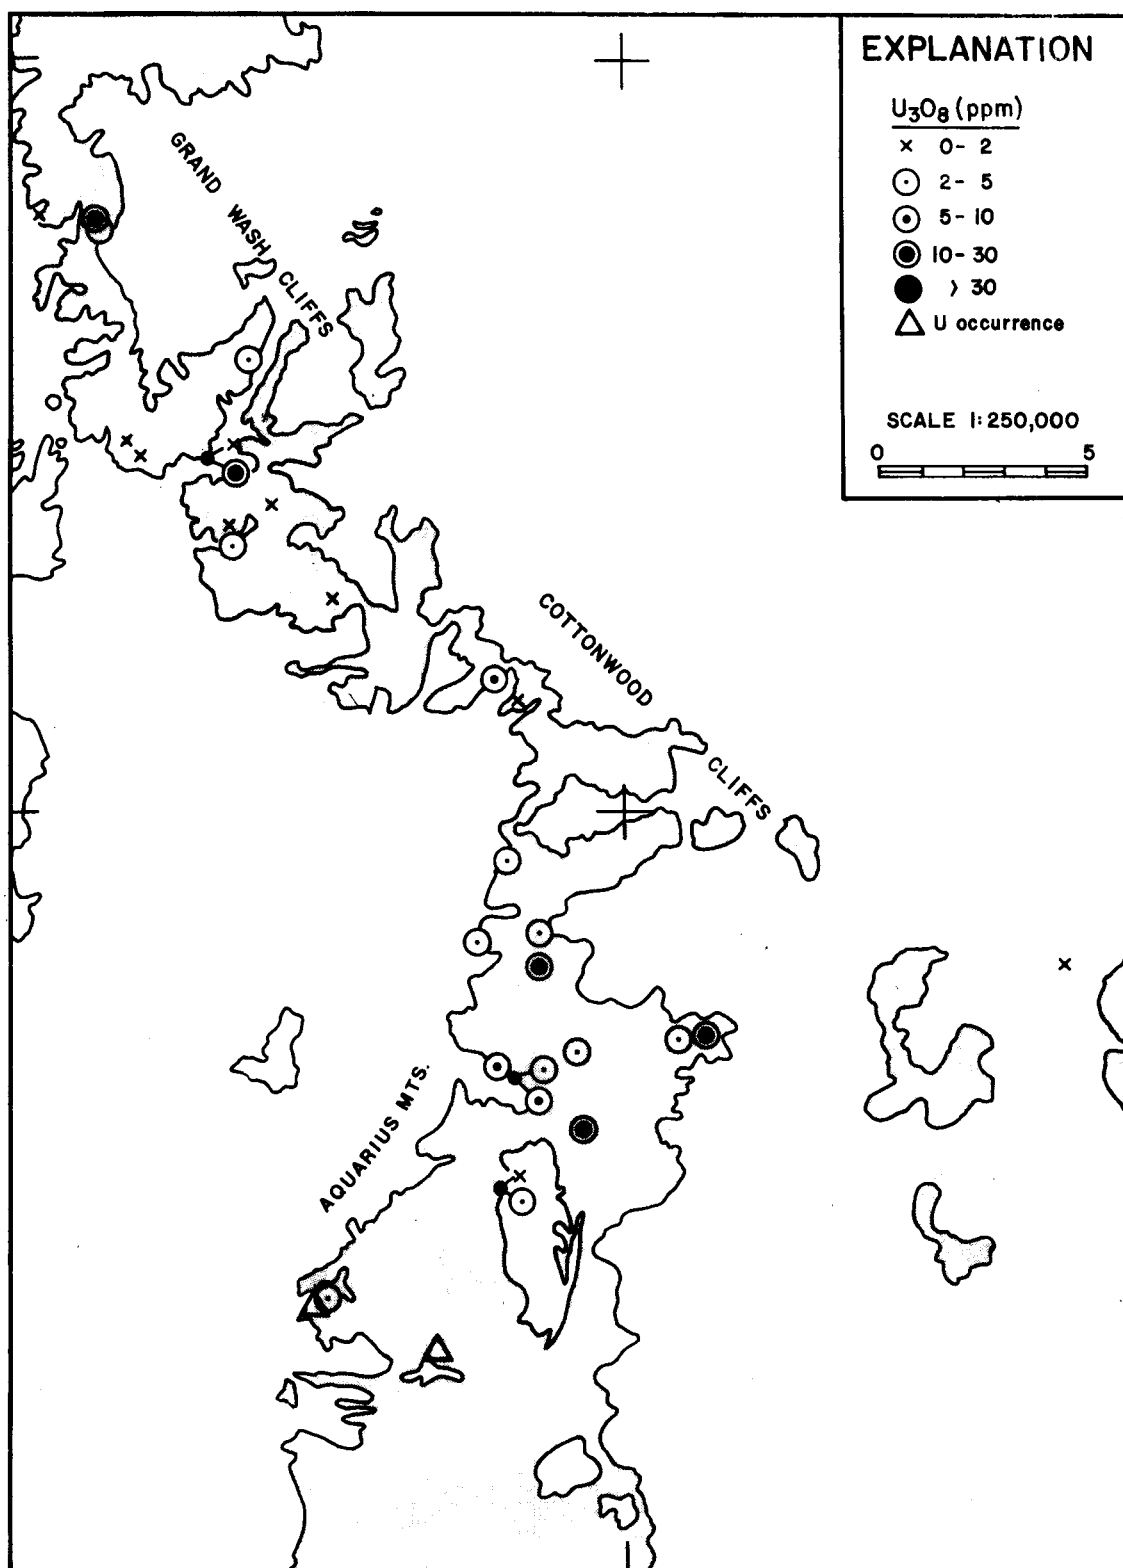 EXPLANATION
U3O8 (ppm)
0 - 2
2 - 5
5 - 10
10 - 30
> 30
U occurrence
SCALE 1:250,000
0 5
GRAND WASH CLIFFS
COTTONWOOD CLIFFS
AQUARIUS MTS.